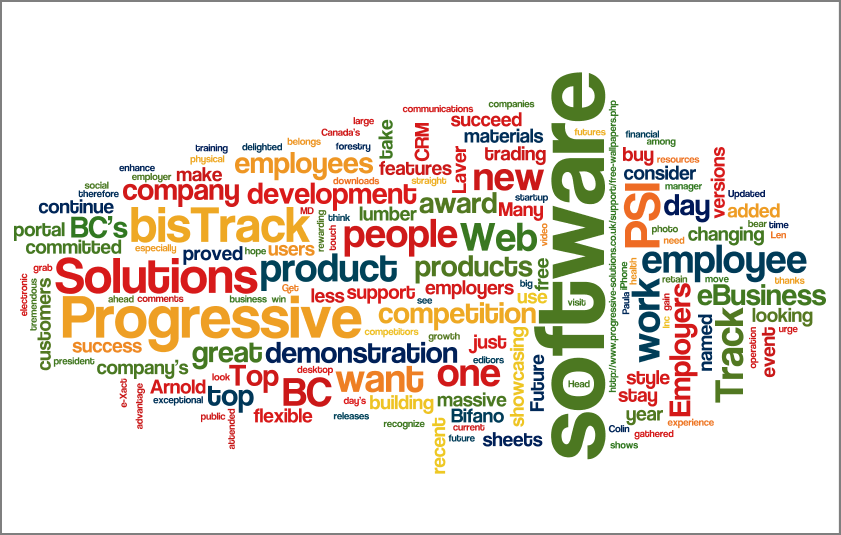 companies
communications
large
succeed
software
Canada's
take
CRM
materials
futures
financial
http://www.progressive-solutions.co.uk/support/free-wallpapers.php
among
training
delighted
belongs
forestry
trading
buy
resources
physical
employees
features
Laver
new
consider
versions
enhance
employer
make
downloads
straight
manager
social
therefore
company
development
award
startup
Many
PSI
day
Updated
added
continue
MD
rewarding
think
lumber
video
portal
BC's
bisTrack
touch
people
Web
photo
need
changing
bear
time
Len
committed
especially
proved
hope
users
employee
electronic
grab
tremendous
Solutions
product
products
free
iPhone
health
Paula
retain
move
thanks
customers
ahead
comments
Get
business
win
less
support
employers
see
big
use
visit
work
Inc
gain
eBusiness
Progressive
competition
competitors
growth
looking
urge
operation
event
success
great
demonstration
just
showcasing
Employers
named
Track
president
company's
editors
Future
e-Xact
advantage
Arnold
look
Top
desktop
want
one
Head
style
exceptional
top
BC
day's
building
massive
stay
public
attended
flexible
releases
recognize
recent
Bifano
year
experience
current
future
sheets
Colin
gathered
shows